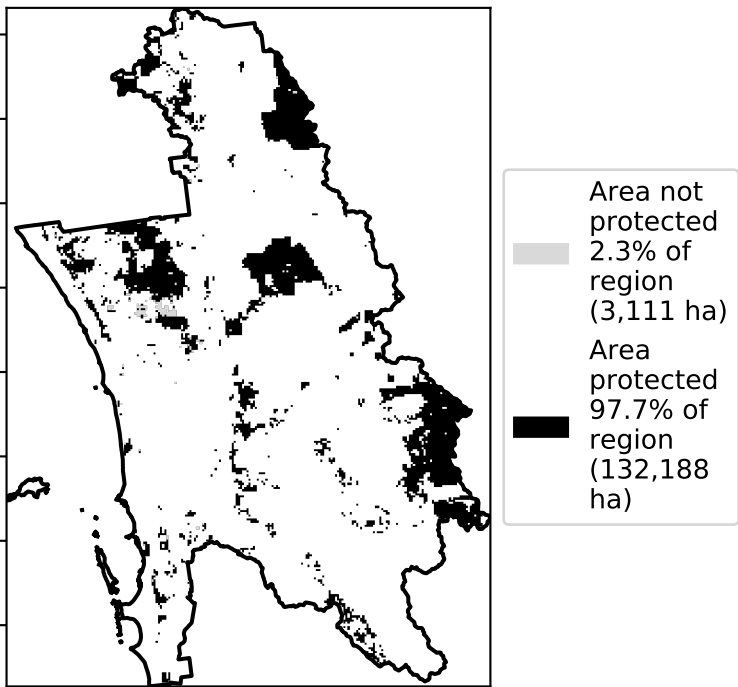 Area not
protected
2.3% of
region
(3,111 ha)
Area
protected
97.7% of
region
(132,188
ha)